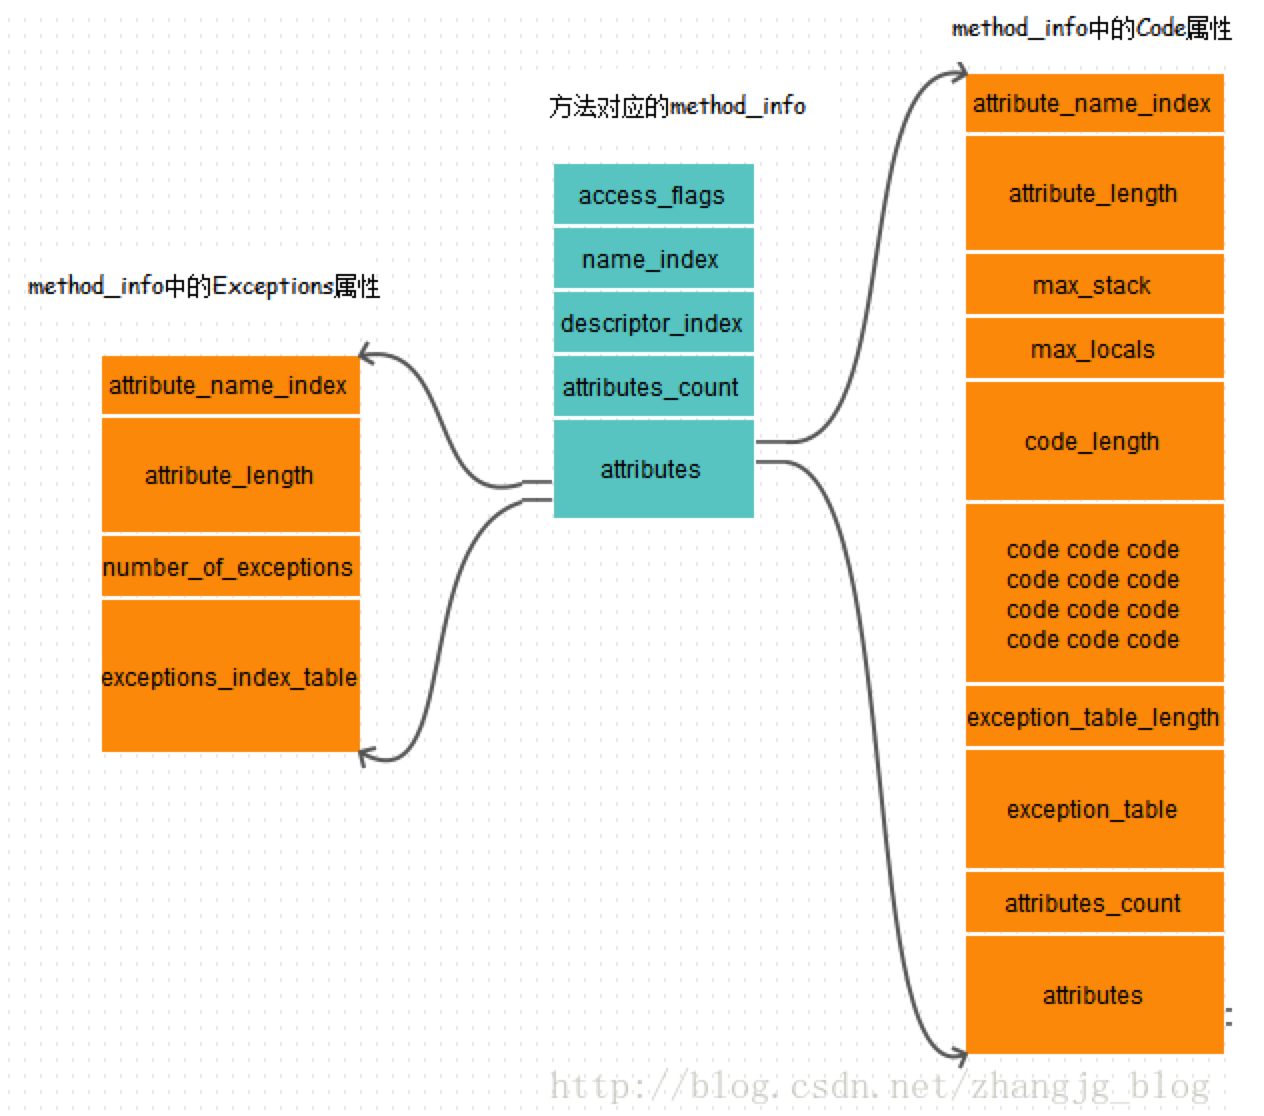 method_info中的Code属性
方法对应的method_info
method_info中的Exceptions属性
attribute_name_index
attribute_length
number_of_exceptions
exceptions_index_table
access_flags
name_index
descriptor_index
attributes_count
attributes
attribute_name_index
attribute_length
max_stack
max_locals
code_length
code code code
code code code
code code code
code code code
exception_table_length
exception_table
attributes_count
attributes
http://blog.csdn.net/zhangjg_blog